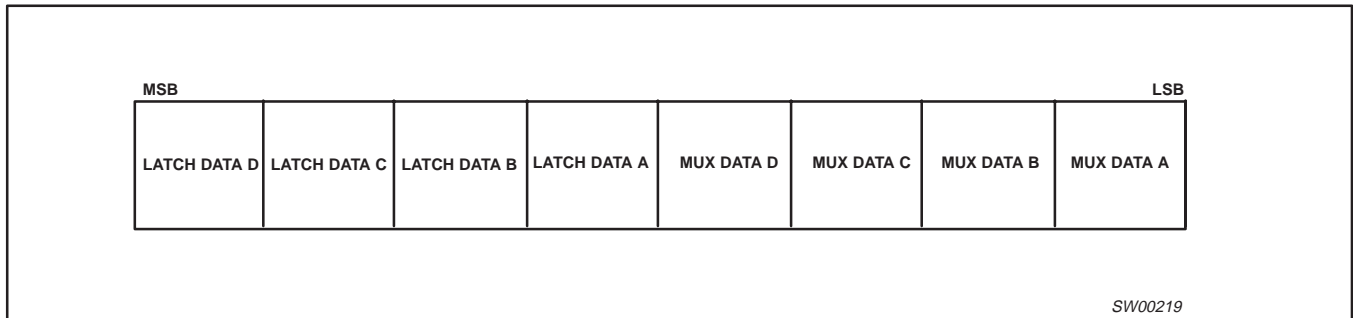 MSB LSB
LATCH DATA D LATCH DATA C LATCH DATA B LATCH DATA A MUX DATA D MUX DATA C MUX DATA B MUX DATA A
SW00219